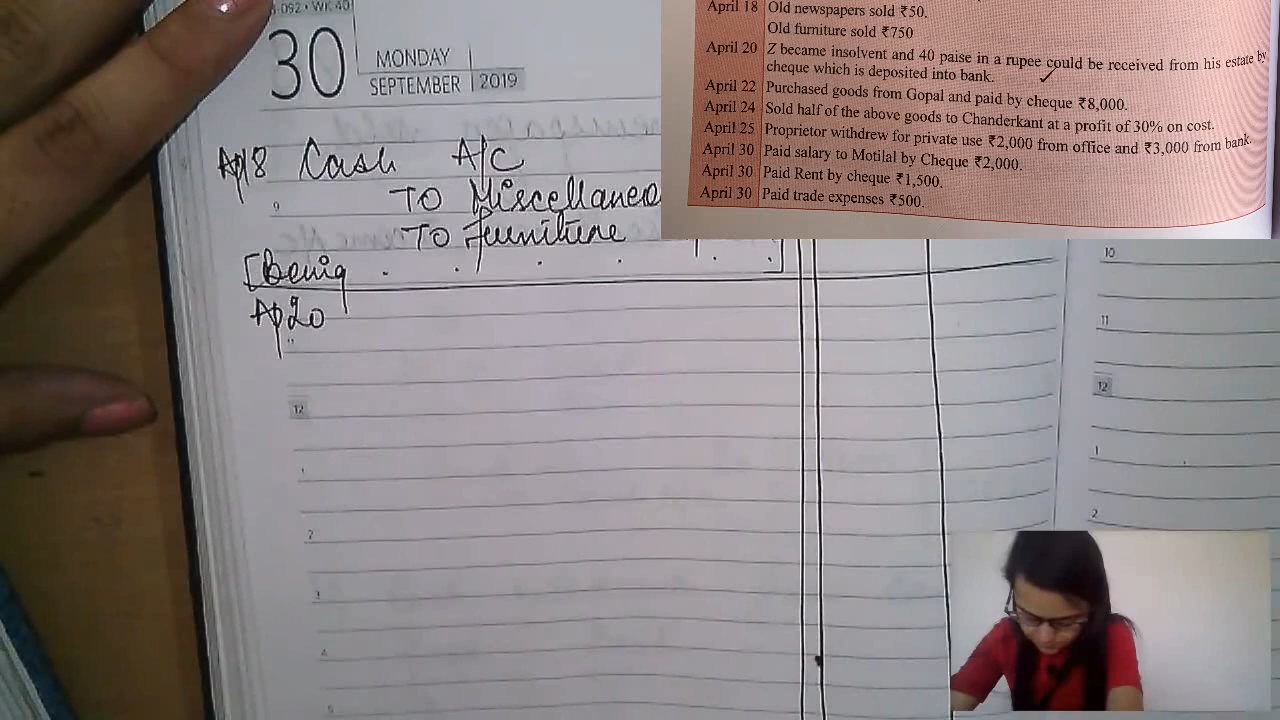 092 • WK 40
30
MONDAY
SEPTEMBER 2019
Ap18 Cash A/C
TO Miscellaneo
TO furniture
[Benig . . . . . . ]
Ap20
9
11
12
1
2
3
4
5
April 18 Old newspapers sold ₹50.
Old furniture sold ₹750
April 20 Z became insolvent and 40 paise in a rupee could be received from his estate by
cheque which is deposited into bank.
April 22 Purchased goods from Gopal and paid by cheque ₹8,000.
April 24 Sold half of the above goods to Chanderkant at a profit of 30% on cost.
April 25 Proprietor withdrew for private use ₹2,000 from office and ₹3,000 from bank.
April 30 Paid salary to Motilal by Cheque ₹2,000.
April 30 Paid Rent by cheque ₹1,500.
April 30 Paid trade expenses ₹500.
10
11
12
1
2